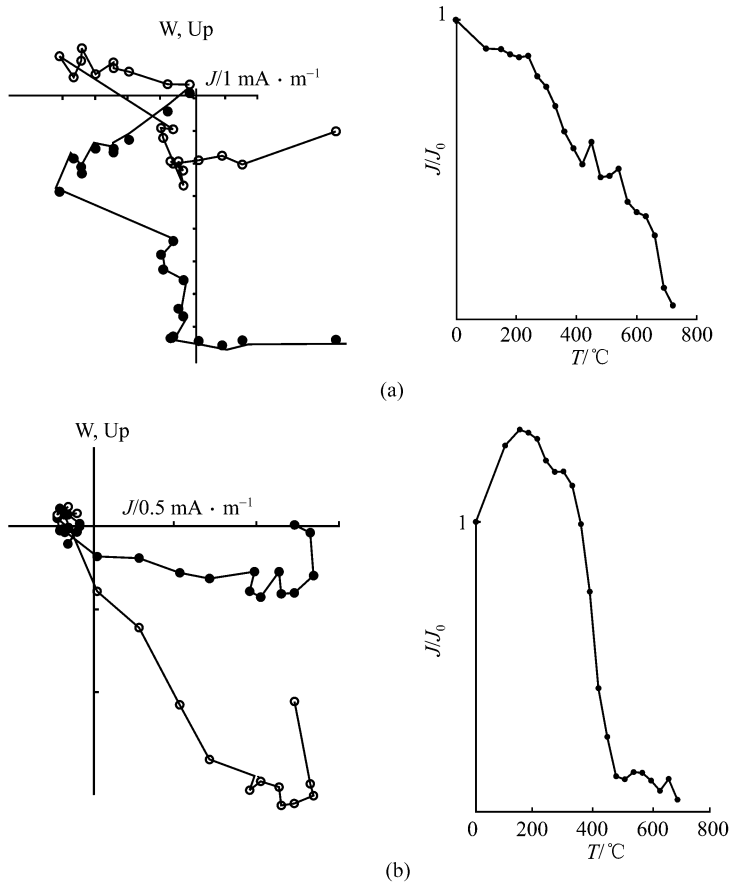 W, Up
J/1 mA · m⁻¹
1
J/J₀
0
200
400
600
800
T/℃
(a)
W, Up
J/0.5 mA · m⁻¹
1
J/J₀
0
200
400
600
800
T/℃
(b)